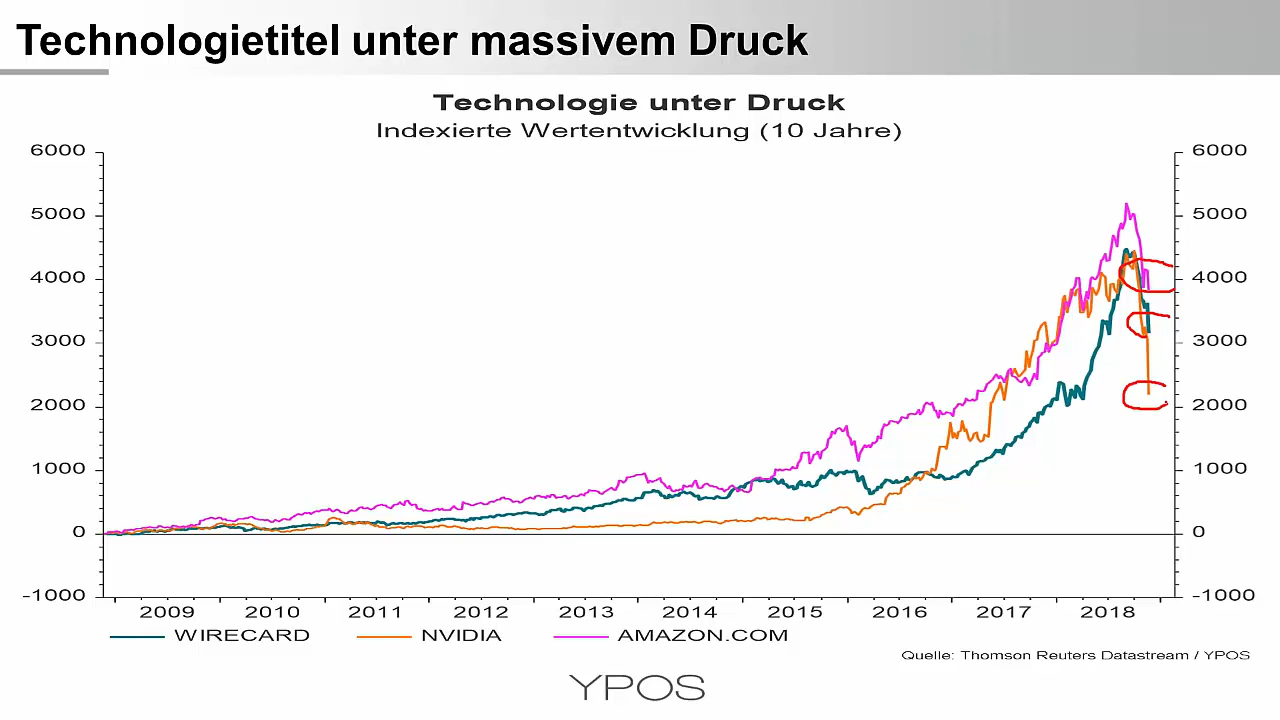 Technologietitel unter massivem Druck
Technologie unter Druck
Indexierte Wertentwicklung (10 Jahre)
6000 6000
5000 5000
4000 4000
3000 3000
2000 2000
1000 1000
0 0
-1000 -1000
2009 2010 2011 2012 2013 2014 2015 2016 2017 2018
WIRECARD NVIDIA AMAZON.COM
Quelle: Thomson Reuters Datastream / YPOS
YPOS